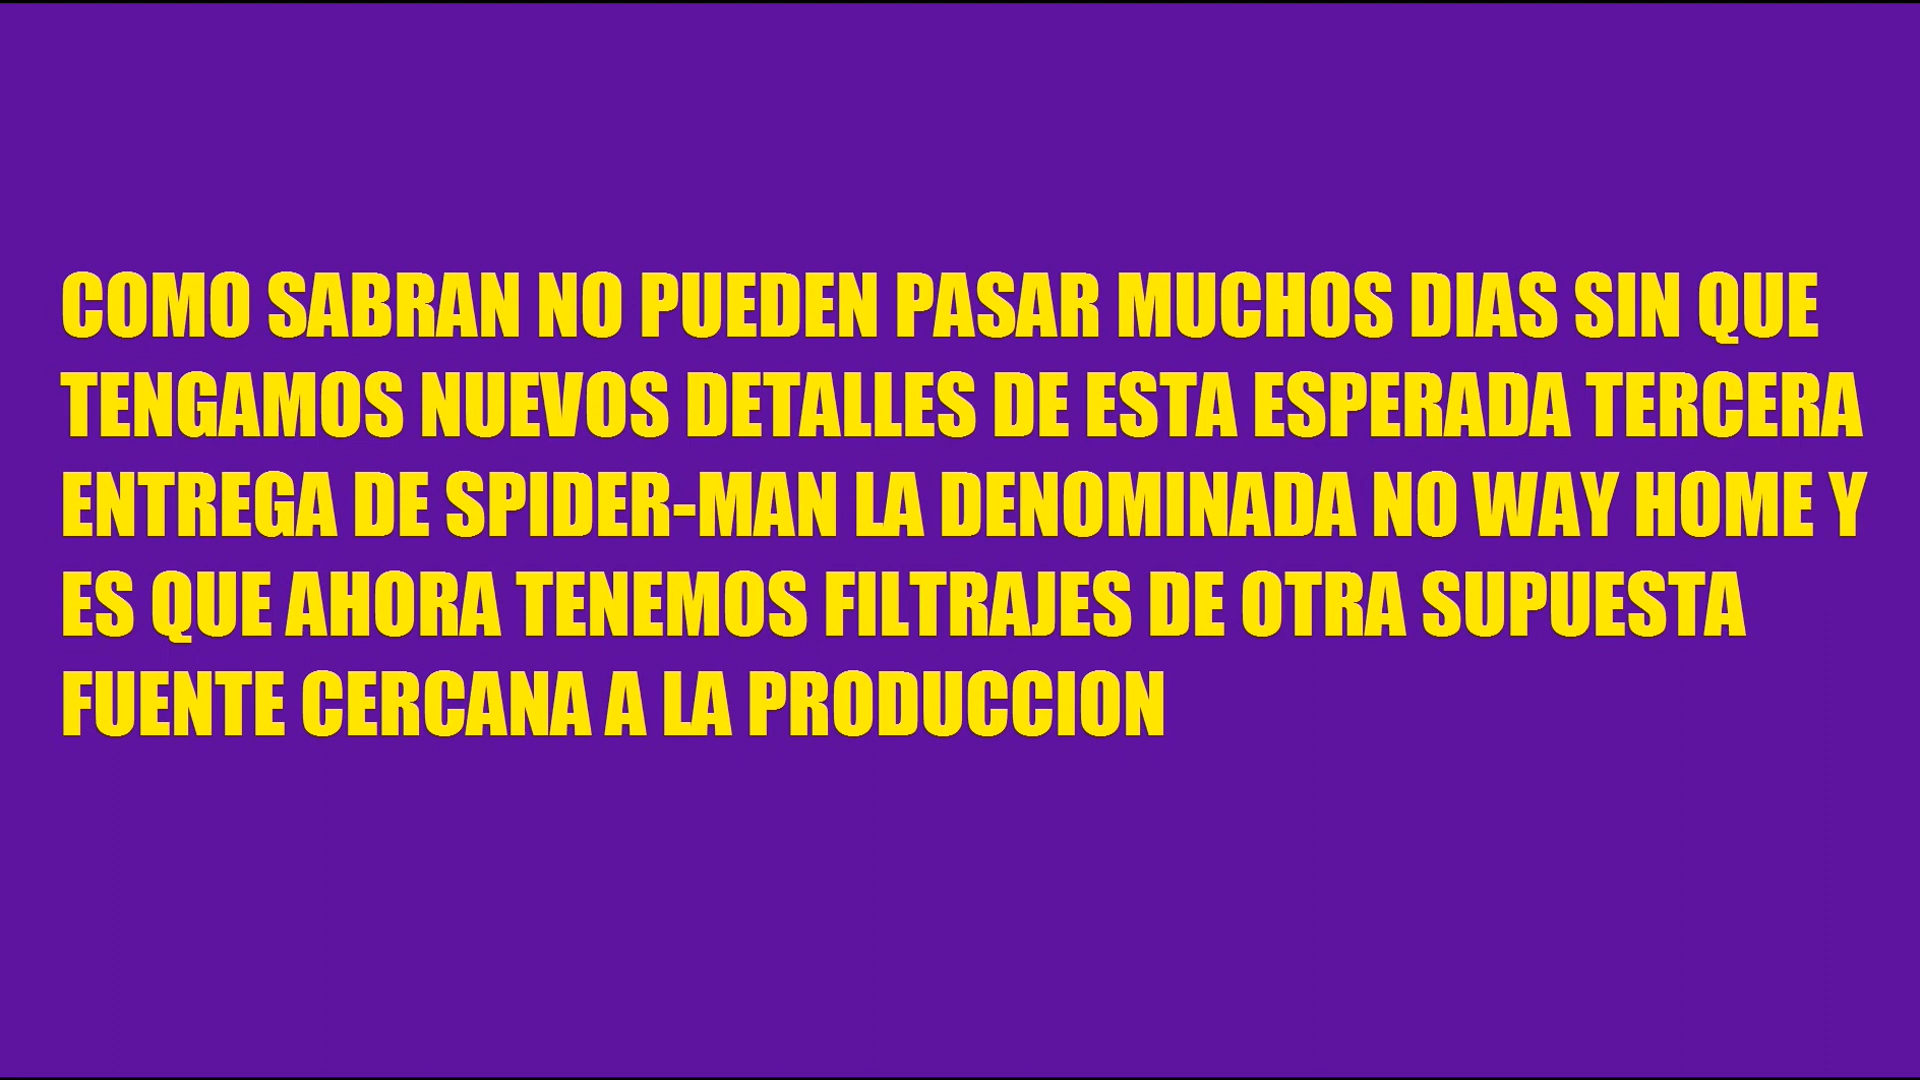 COMO SABRAN NO PUEDEN PASAR MUCHOS DIAS SIN QUE
TENGAMOS NUEVOS DETALLES DE ESTA ESPERADA TERCERA
ENTREGA DE SPIDER-MAN LA DENOMINADA NO WAY HOME Y
ES QUE AHORA TENEMOS FILTRAJES DE OTRA SUPUESTA
FUENTE CERCANA A LA PRODUCCION